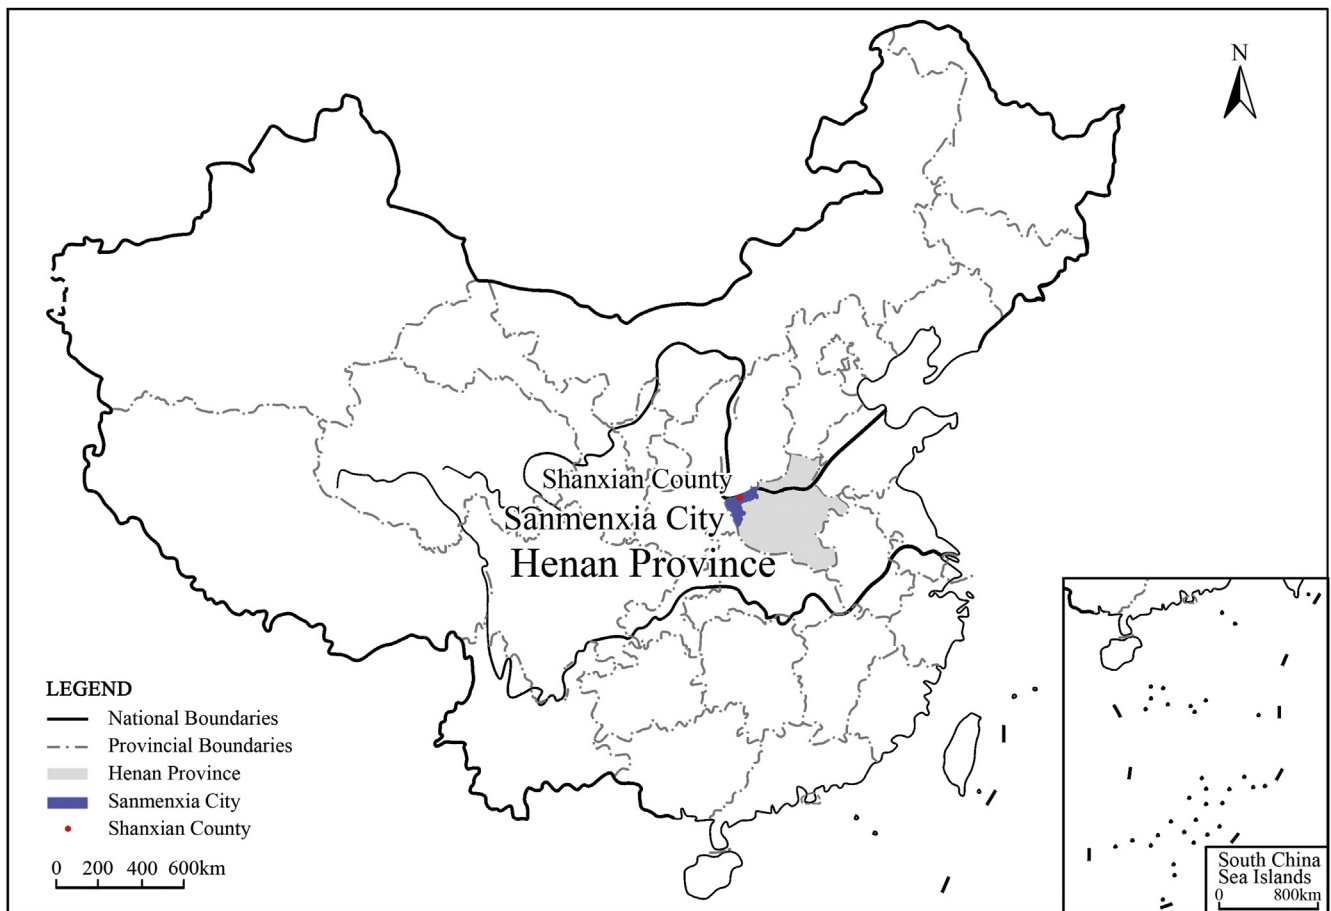 N
Shanxian County
Sanmenxia City
Henan Province
LEGEND
National Boundaries
Provincial Boundaries
Henan Province
Sanmenxia City
Shanxian County
0 200 400 600km
South China
Sea Islands
0 800km